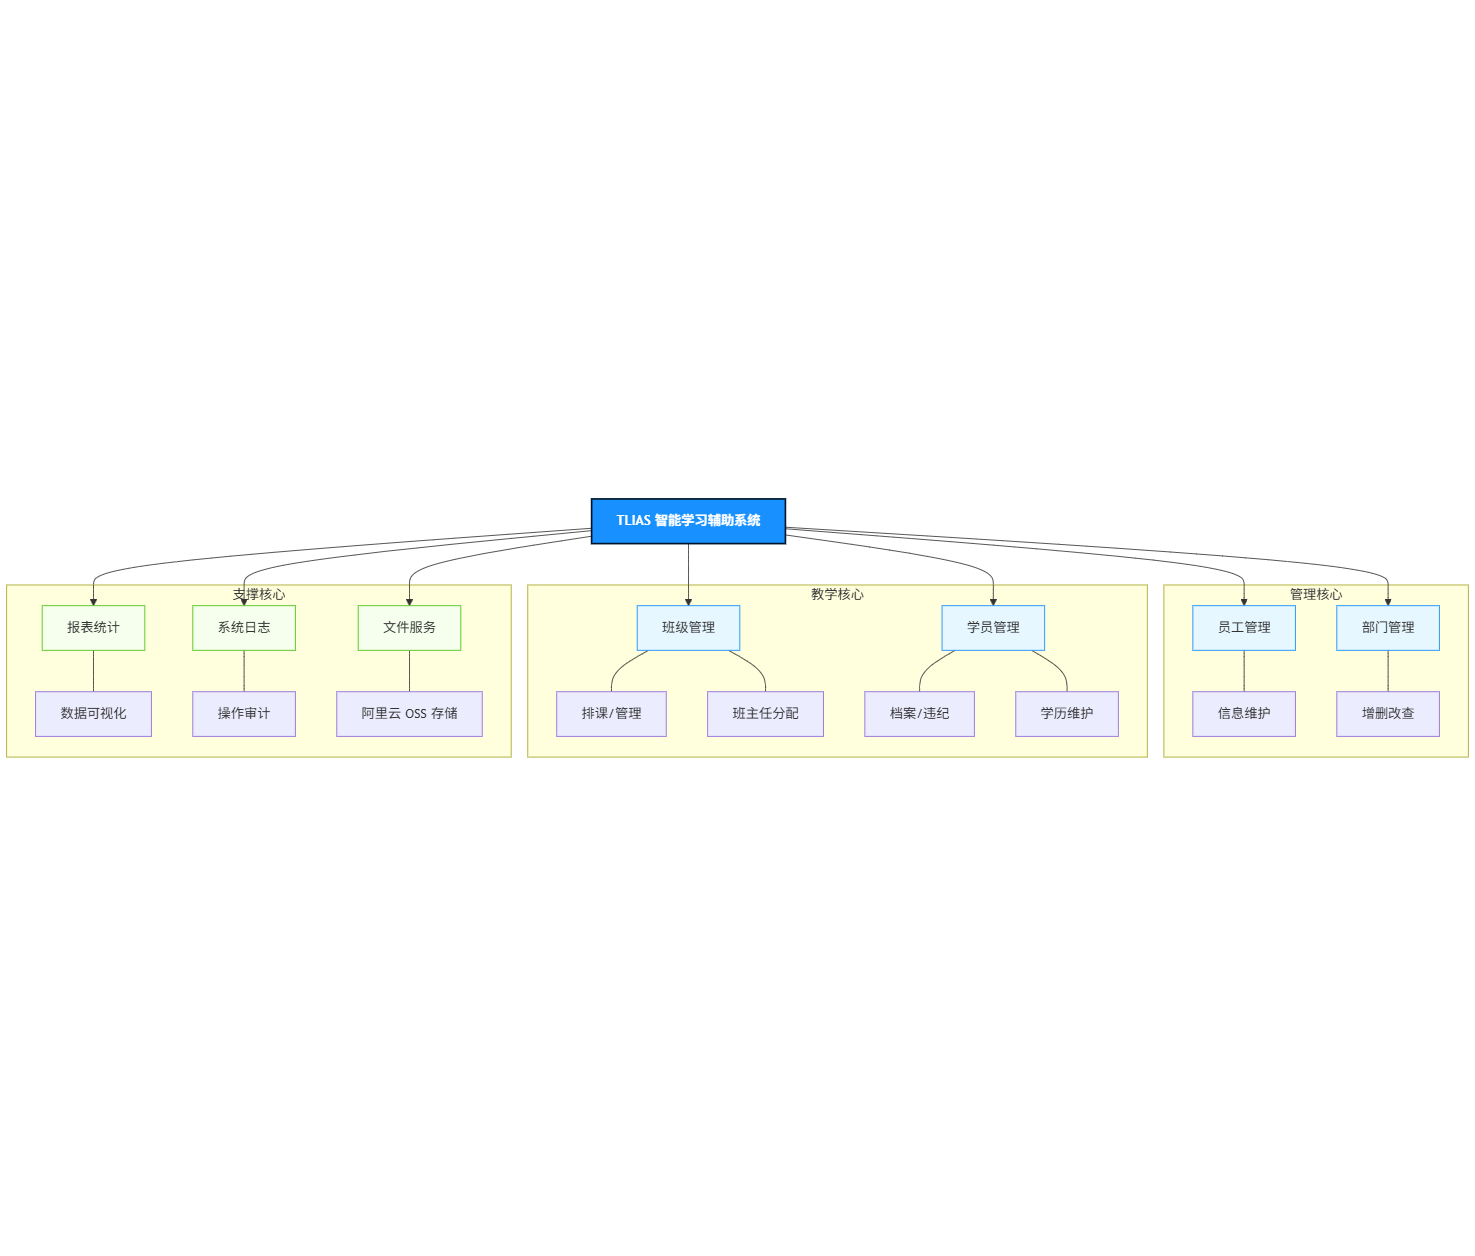 TLIAS 智能学习辅助系统
支撑核心
报表统计
系统日志
文件服务
数据可视化
操作审计
阿里云 OSS 存储
教学核心
班级管理
学员管理
排课/管理
班主任分配
档案/违纪
学历维护
管理核心
员工管理
部门管理
信息维护
增删改查